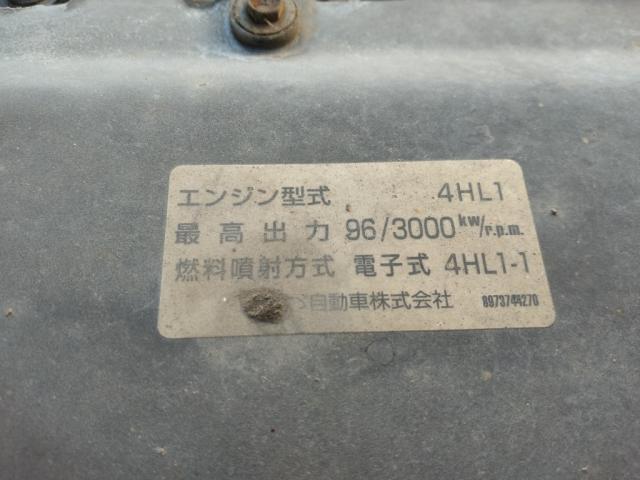 エンジン型式 4HL1
最高出力 96/3000 kw/r.p.m.
燃料噴射方式 電子式 4HL1-1
自動車株式会社 8973744270